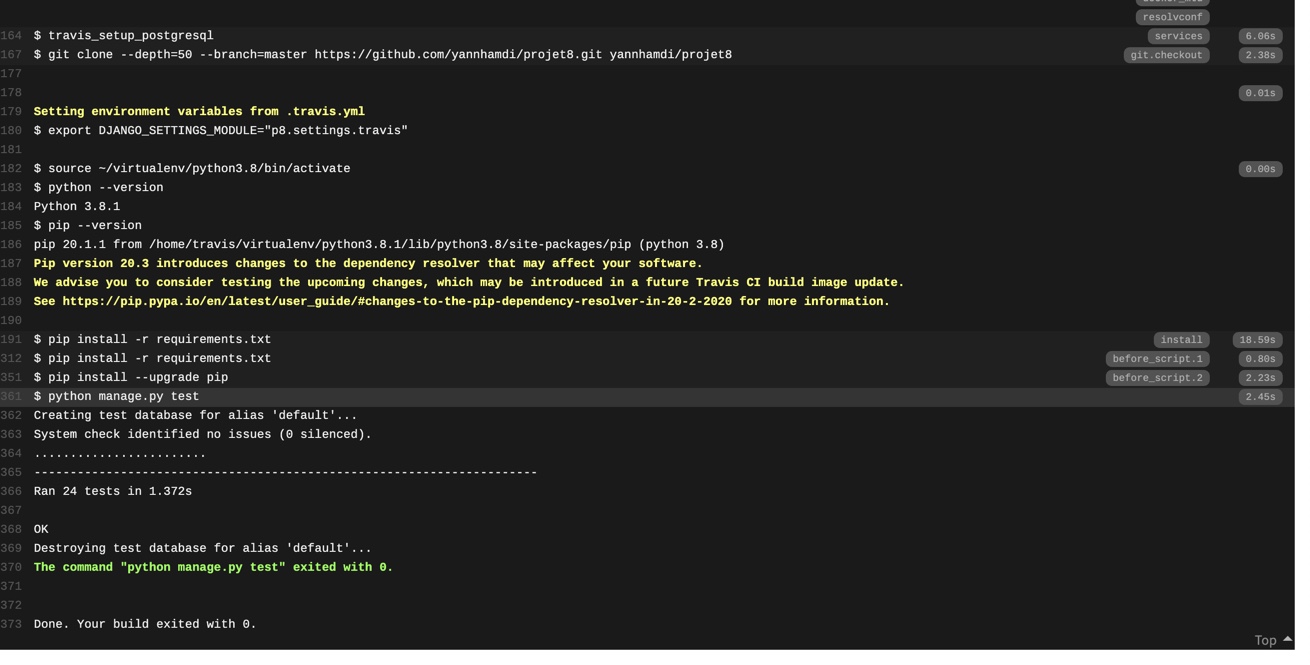 resolvconf
164 $ travis_setup_postgresql services 6.06s
167 $ git clone --depth=50 --branch=master https://github.com/yannhamdi/projet8.git yannhamdi/projet8 git.checkout 2.38s
177
178 0.01s
179 Setting environment variables from .travis.yml
180 $ export DJANGO_SETTINGS_MODULE="p8.settings.travis"
181
182 $ source ~/virtualenv/python3.8/bin/activate 0.00s
183 $ python --version
184 Python 3.8.1
185 $ pip --version
186 pip 20.1.1 from /home/travis/virtualenv/python3.8.1/lib/python3.8/site-packages/pip (python 3.8)
187 Pip version 20.3 introduces changes to the dependency resolver that may affect your software.
188 We advise you to consider testing the upcoming changes, which may be introduced in a future Travis CI build image update.
189 See https://pip.pypa.io/en/latest/user_guide/#changes-to-the-pip-dependency-resolver-in-20-2-2020 for more information.
190
191 $ pip install -r requirements.txt install 18.59s
312 $ pip install -r requirements.txt before_script.1 0.80s
351 $ pip install --upgrade pip before_script.2 2.23s
361 $ python manage.py test 2.45s
362 Creating test database for alias 'default'...
363 System check identified no issues (0 silenced).
364 ........................
365 ----------------------------------------------------------------------
366 Ran 24 tests in 1.372s
367
368 OK
369 Destroying test database for alias 'default'...
370 The command "python manage.py test" exited with 0.
371
372
373 Done. Your build exited with 0.
Top